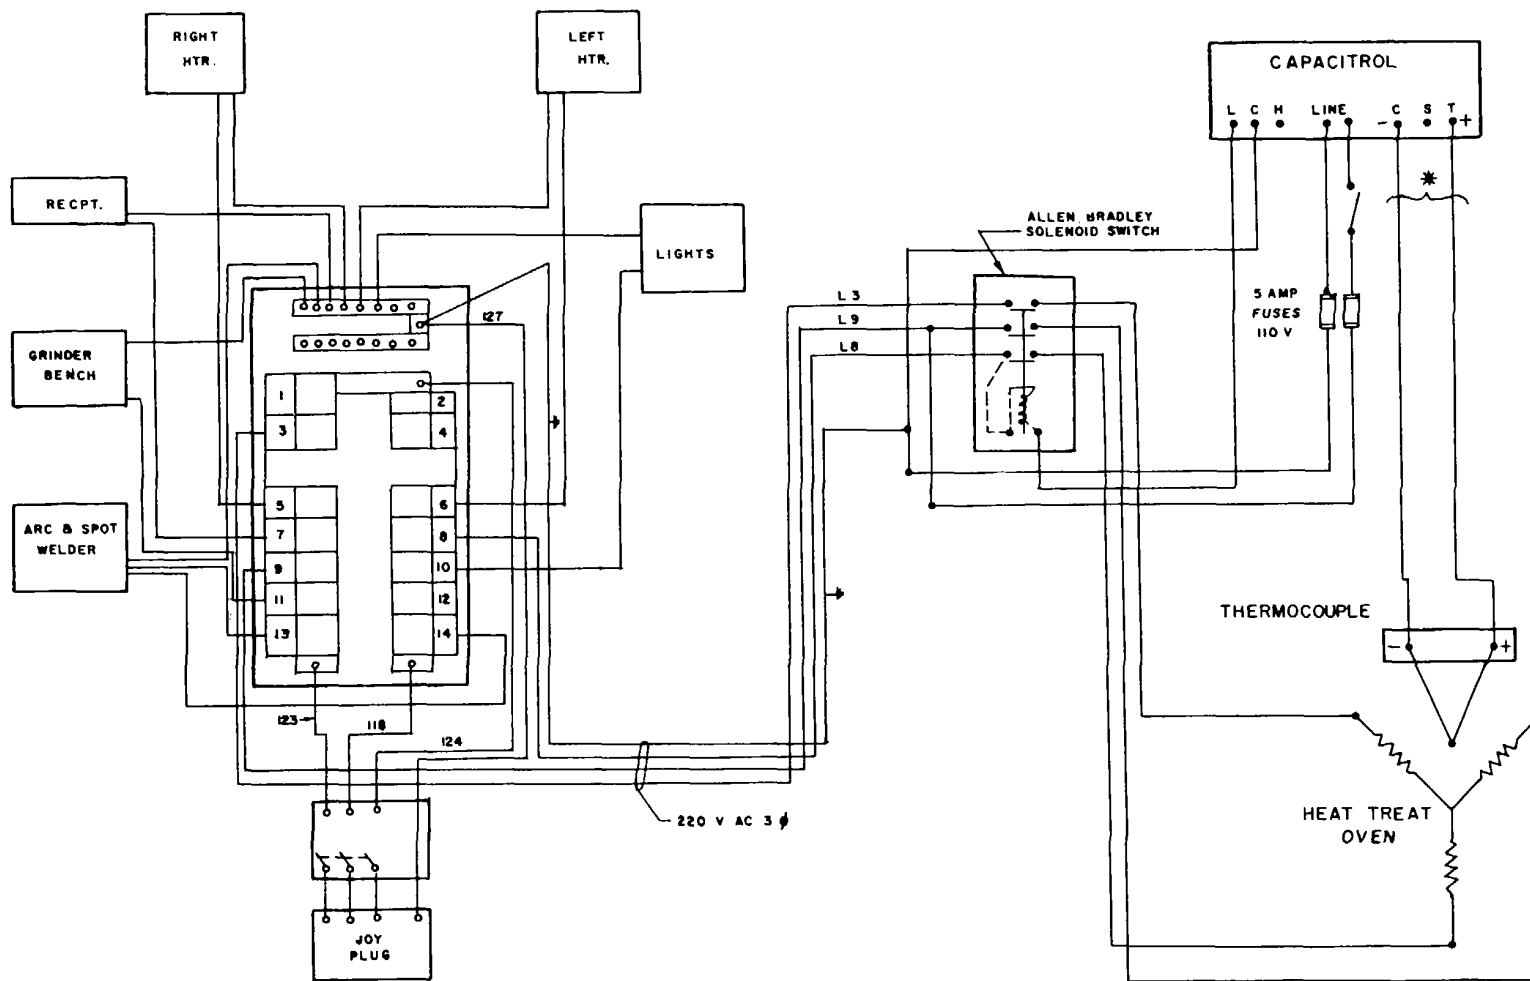 RIGHT
HTR.
LEFT
HTR.
CAPACITROL
L C H LINE - C S T +
*
RECPT.
LIGHTS
ALLEN BRADLEY
SOLENOID SWITCH
L3
L9
L8
5 AMP
FUSES
110 V
127
GRINDER
BENCH
1
2
3
4
ARC & SPOT
WELDER
5
6
7
8
9
10
11
12
13
14
THERMOCOUPLE
- +
123
118
124
220 V AC 3 ϕ
HEAT TREAT
OVEN
JOY
PLUG